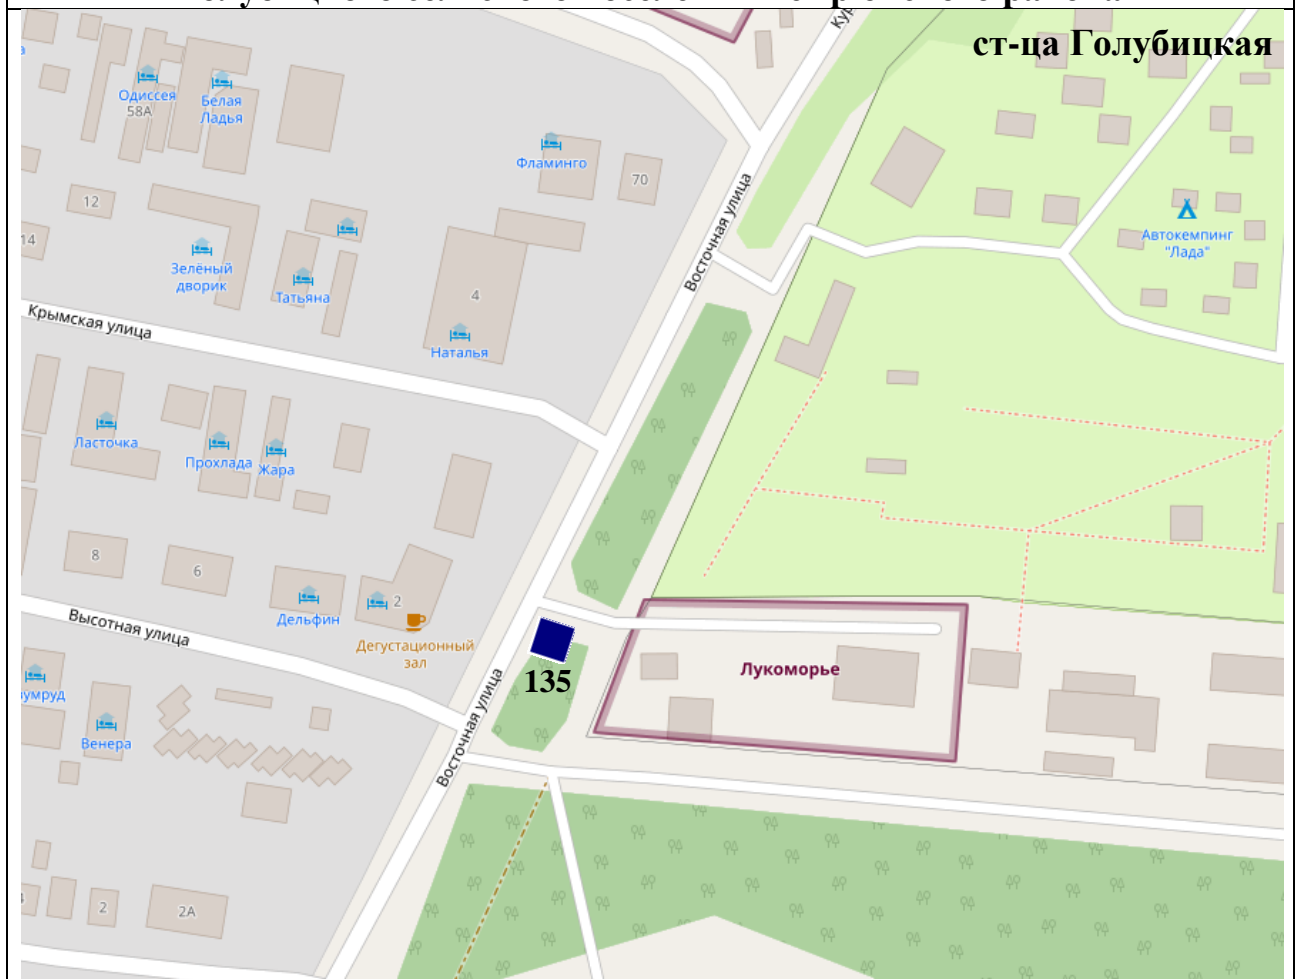 ст-ца Голубицкая
Одиссея
58А
Белая
Ладья
Фламинго
70
12
14
Зелёный
дворик
Татьяна
4
Наталья
Автокемпинг
"Лада"
Восточная улица
Крымская улица
Ласточка
Прохлада
Жара
8
6
2
Дельфин
Дегустационный
зал
Высотная улица
135
Лукоморье
Венера
Восточная улица
2
2А